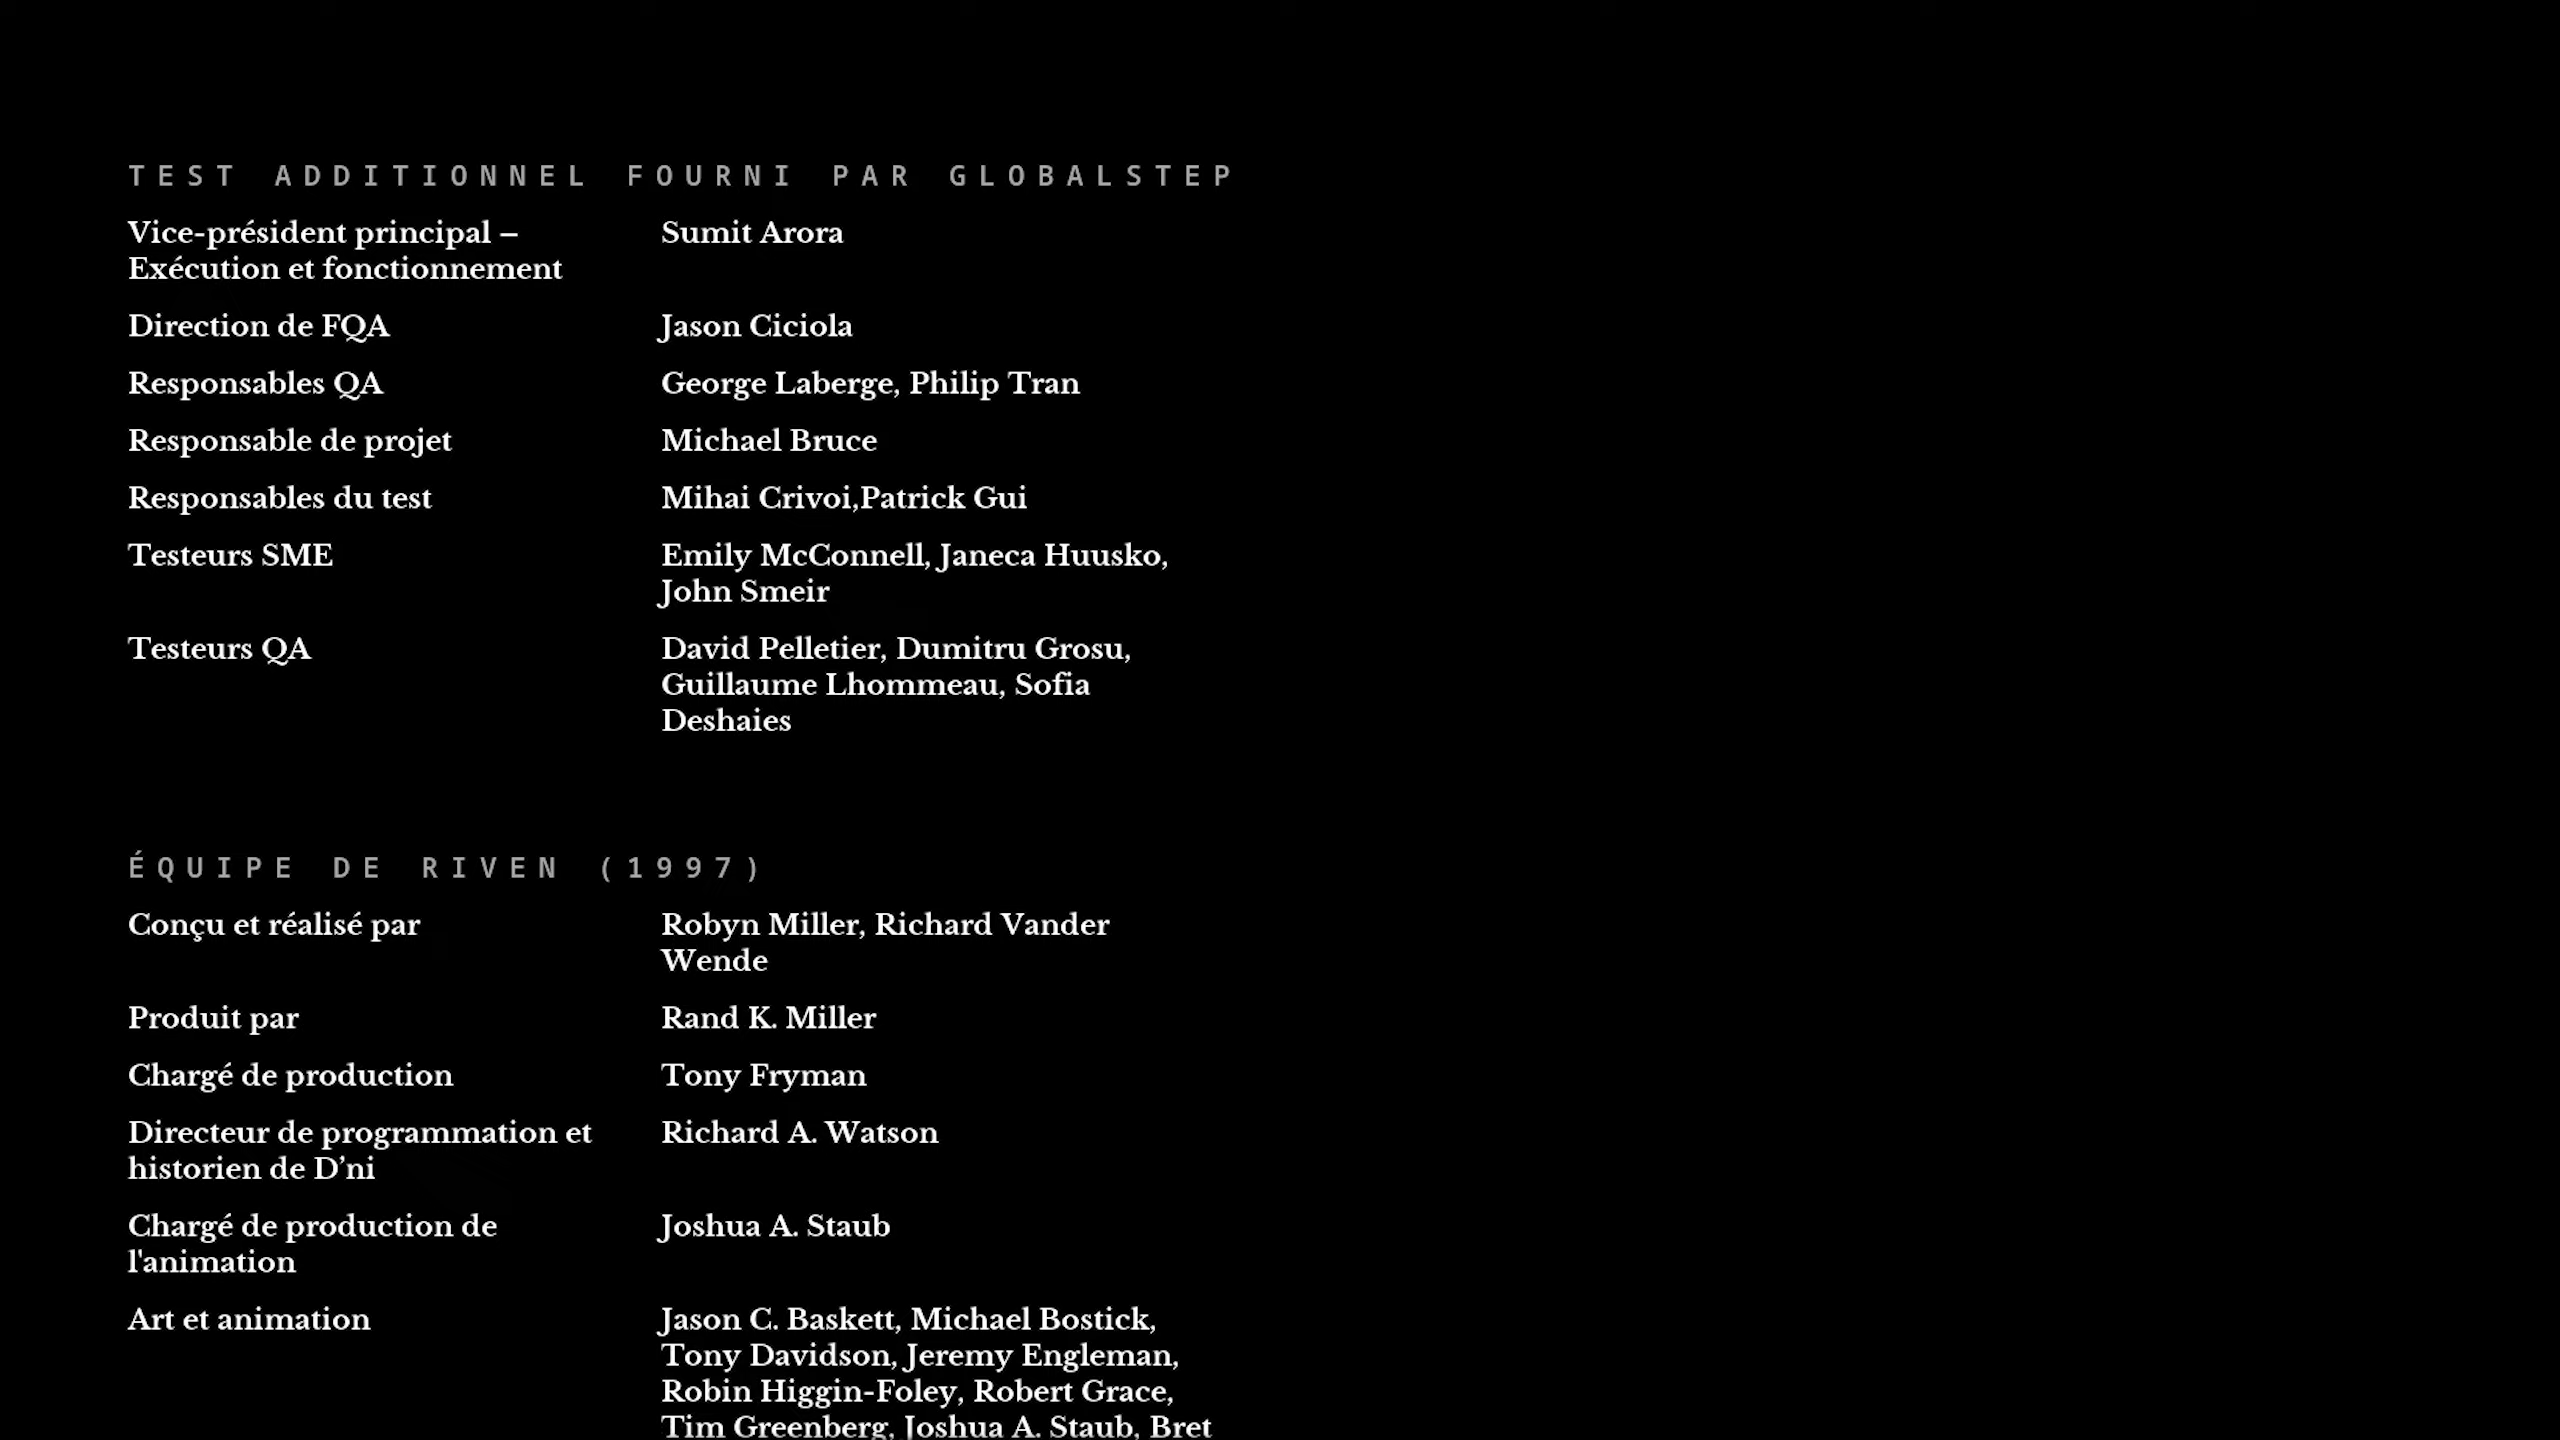 TEST ADDITIONNEL FOURNI PAR GLOBALSTEP
Vice-président principal – Sumit Arora
Exécution et fonctionnement
Direction de FQA Jason Ciciola
Responsables QA George Laberge, Philip Tran
Responsable de projet Michael Bruce
Responsables du test Mihai Crivoi,Patrick Gui
Testeurs SME Emily McConnell, Janeca Huusko,
John Smeir
Testeurs QA David Pelletier, Dumitru Grosu,
Guillaume Lhommeau, Sofia
Deshaies
ÉQUIPE DE RIVEN (1997)
Conçu et réalisé par Robyn Miller, Richard Vander
Wende
Produit par Rand K. Miller
Chargé de production Tony Fryman
Directeur de programmation et Richard A. Watson
historien de D’ni
Chargé de production de Joshua A. Staub
l'animation
Art et animation Jason C. Baskett, Michael Bostick,
Tony Davidson, Jeremy Engleman,
Robin Higgin-Foley, Robert Grace,
Tim Greenberg, Joshua A. Staub, Bret